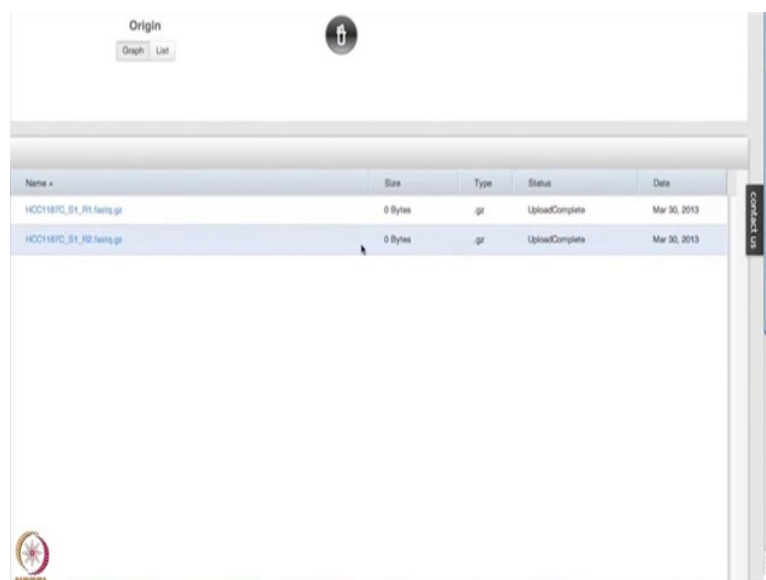 Origin
Graph List
Name Size Type Status Date
HCC1187C_S1_R1.fastq.gz 0 Bytes .gz UploadComplete Mar 30, 2013
HCC1187C_S1_R2.fastq.gz 0 Bytes .gz UploadComplete Mar 30, 2013
contact us